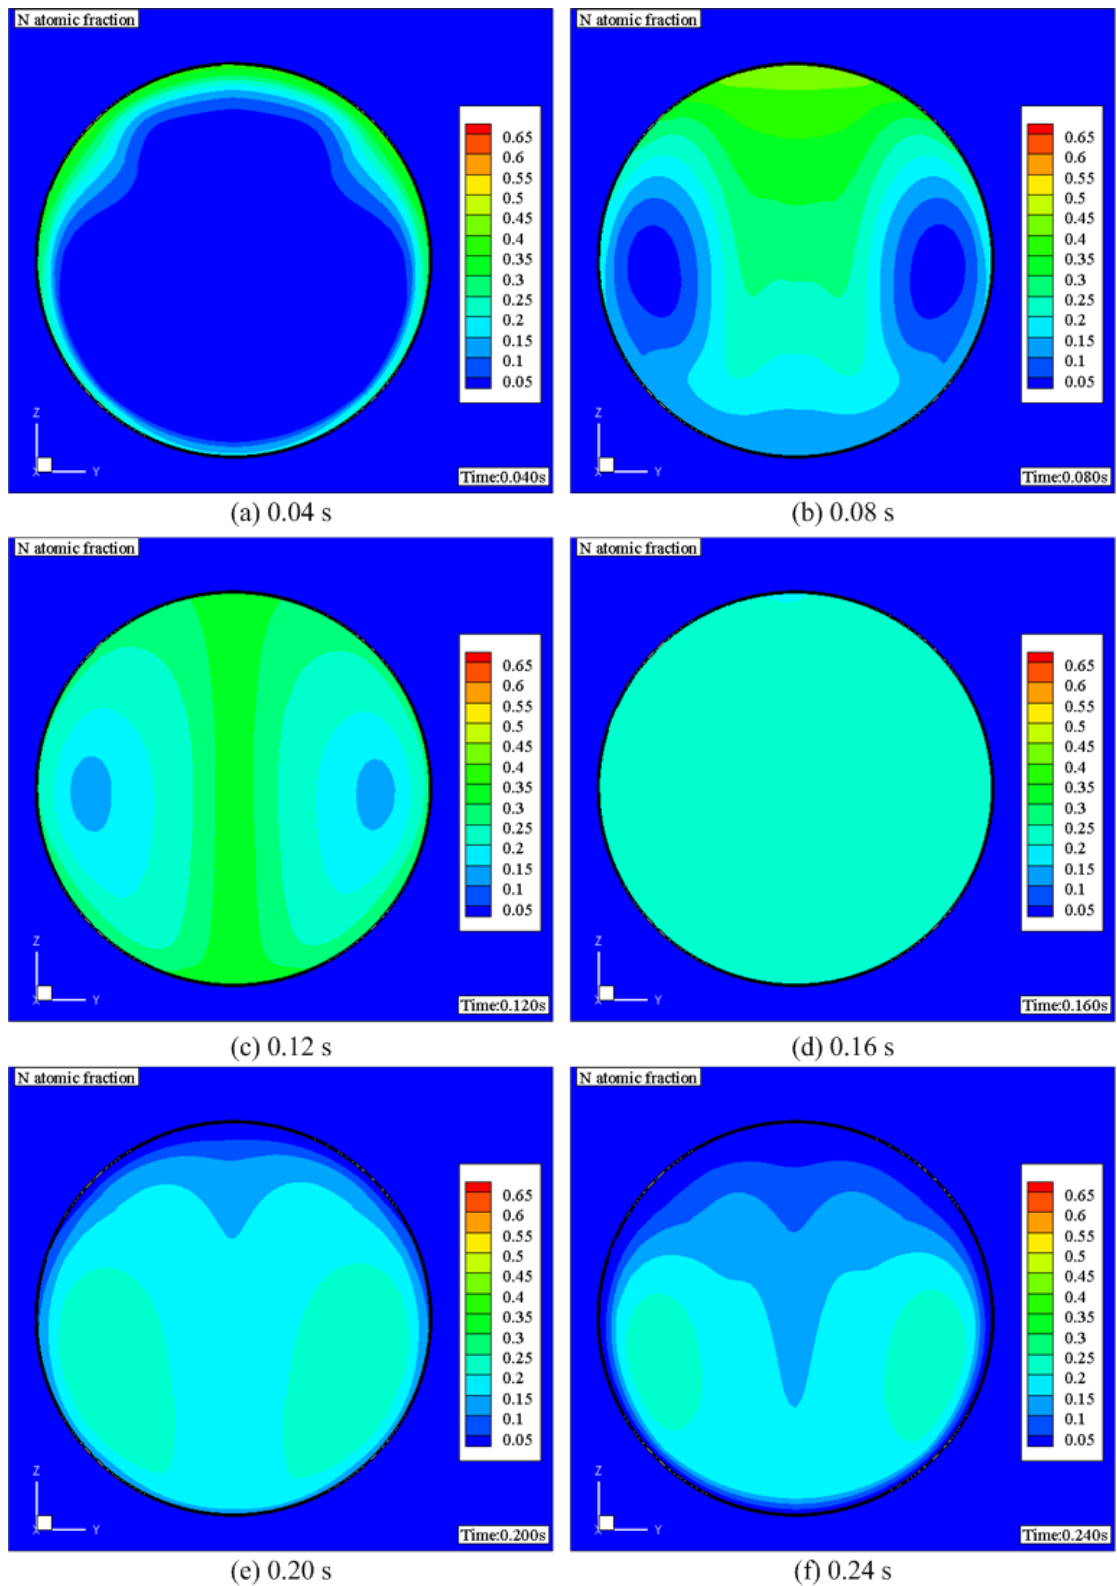 N atomic fraction
0.65
0.6
0.55
0.5
0.45
0.4
0.35
0.3
0.25
0.2
0.15
0.1
0.05
Z
X Y
Time:0.040s
(a) 0.04 s
N atomic fraction
0.65
0.6
0.55
0.5
0.45
0.4
0.35
0.3
0.25
0.2
0.15
0.1
0.05
Z
X Y
Time:0.080s
(b) 0.08 s
N atomic fraction
0.65
0.6
0.55
0.5
0.45
0.4
0.35
0.3
0.25
0.2
0.15
0.1
0.05
Z
X Y
Time:0.120s
(c) 0.12 s
N atomic fraction
0.65
0.6
0.55
0.5
0.45
0.4
0.35
0.3
0.25
0.2
0.15
0.1
0.05
Z
X Y
Time:0.160s
(d) 0.16 s
N atomic fraction
0.65
0.6
0.55
0.5
0.45
0.4
0.35
0.3
0.25
0.2
0.15
0.1
0.05
Z
X Y
Time:0.200s
(e) 0.20 s
N atomic fraction
0.65
0.6
0.55
0.5
0.45
0.4
0.35
0.3
0.25
0.2
0.15
0.1
0.05
Z
X Y
Time:0.240s
(f) 0.24 s